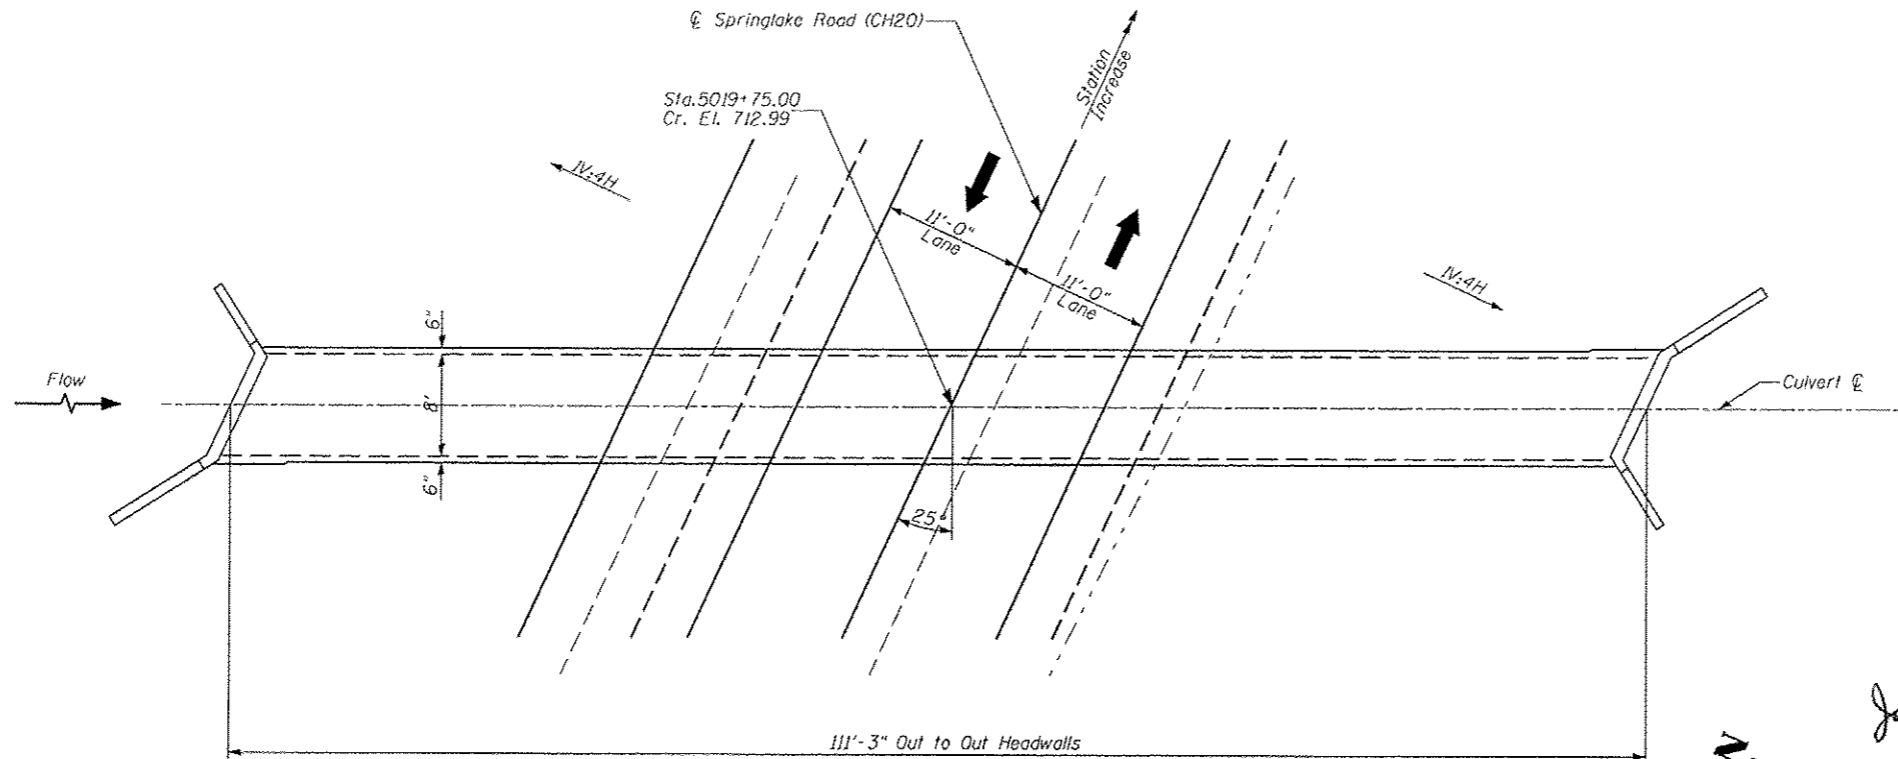 ℄ Springlake Road (CH20)
Station
Increase
Sta.5019+75.00
Cr. El. 712.99
1V:4H
11'-0"
Lane
11'-0"
Lane
1V:4H
6"
Flow
8'
Culvert ℄
6"
25°
111'-3" Out to Out Headwalls
N